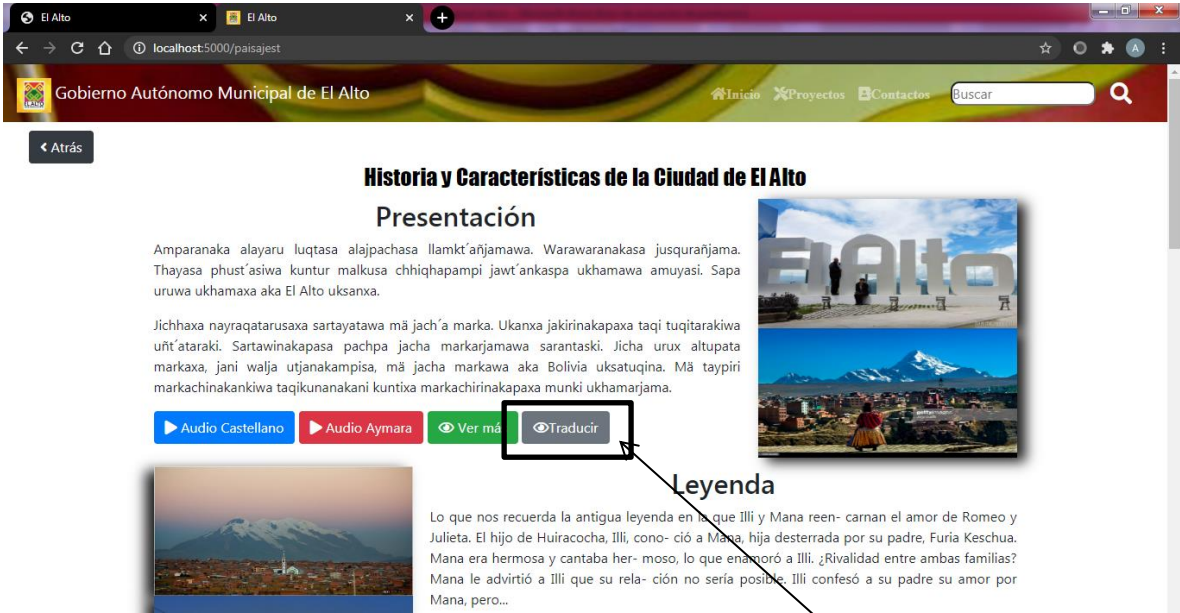 El Alto
El Alto
localhost:5000/paisajest
A
EL ALTO
Gobierno Autónomo Municipal de El Alto
Inicio Proyectos Contactos Buscar
Atrás
Historia y Características de la Ciudad de El Alto
Presentación
Amparanaka alayaru luqtasa alajpachasa llamkt´añjamawa. Warawaranakasa jusqurañjama.
Thayasa phust´asiwa kuntur malkusa chhiqhapampi jawt´ankaspa ukhamawa amuyasi. Sapa
uruwa ukhamaxa aka El Alto uksanxa.
Jichhaxa nayraqatarusaxa sartayatawa mä jach´a marka. Ukanxa jakirinakapaxa taqi tuqitarakiwa
uñt´ataraki. Sartawinakapasa pachpa jacha markarjamawa sarantaski. Jicha urux altupata
markaxa, jani walja utjanakampisa, mä jacha markawa aka Bolivia uksatuqina. Mä taypiri
markachinakankiwa taqikunanakani kuntixa markachirinakapaxa munki ukhamarjama.
Audio Castellano Audio Aymara Ver má Traducir
El Alto
gettyimages
Leyenda
Lo que nos recuerda la antigua leyenda en la que Illi y Mana reen- carnan el amor de Romeo y
Julieta. El hijo de Huiracocha, Illi, cono- ció a Mana, hija desterrada por su padre, Furia Keschua.
Mana era hermosa y cantaba her- moso, lo que enamoró a Illi. ¿Rivalidad entre ambas familias?
Mana le advirtió a Illi que su rela- ción no sería posible. Illi confesó a su padre su amor por
Mana, pero...